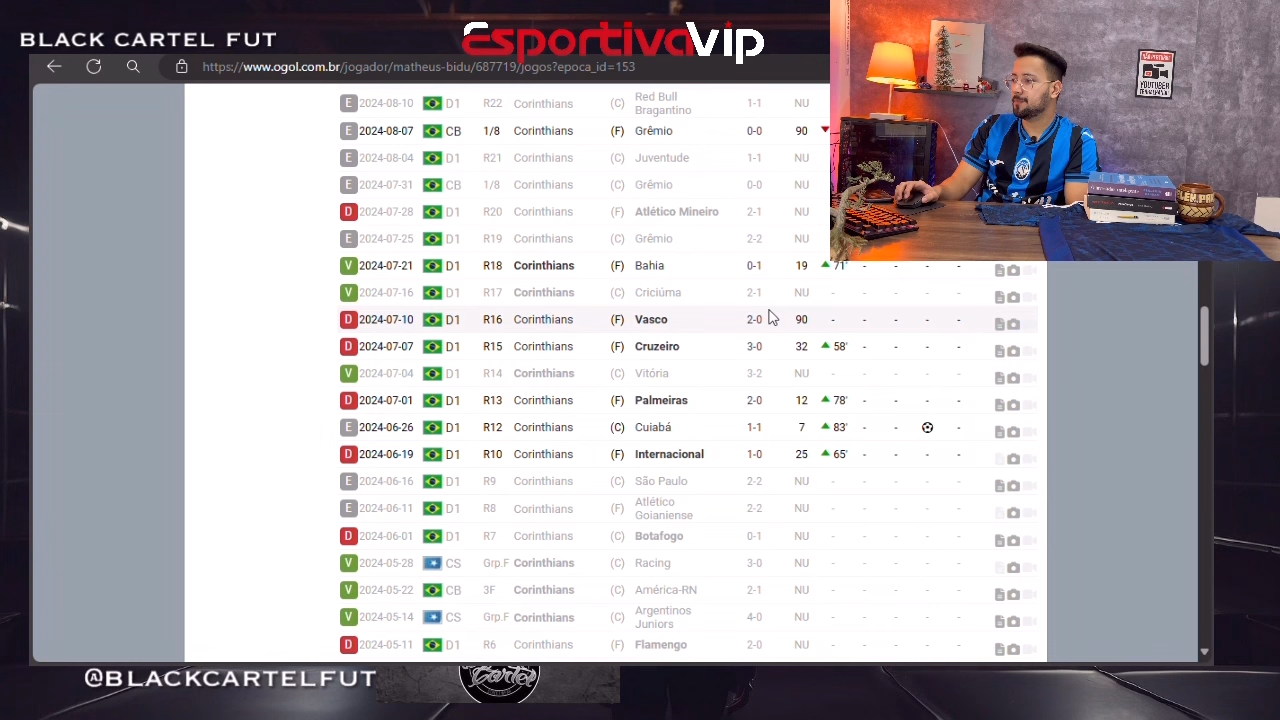 BLACK CARTEL FUT
EsportivaVip
https://www.ogol.com.br/jogador/matheus-bidu/687719/jogos?epoca_id=153
E 2024-08-10 D1 R22 Corinthians (C) Red Bull Bragantino 1-1 NU
E 2024-08-07 CB 1/8 Corinthians (F) Grêmio 0-0 90
E 2024-08-04 D1 R21 Corinthians (C) Juventude 1-1 NU
E 2024-07-31 CB 1/8 Corinthians (C) Grêmio 0-0 NU
D 2024-07-28 D1 R20 Corinthians (F) Atlético Mineiro 2-1 NU
E 2024-07-25 D1 R19 Corinthians (C) Grêmio 2-2 NU
V 2024-07-21 D1 R18 Corinthians (F) Bahia 0-1 19 71' - - - -
V 2024-07-16 D1 R17 Corinthians (C) Criciúma 2-1 NU - - - - -
D 2024-07-10 D1 R16 Corinthians (F) Vasco 2-0 90 - - - - -
D 2024-07-07 D1 R15 Corinthians (F) Cruzeiro 3-0 32 58' - - - -
V 2024-07-04 D1 R14 Corinthians (C) Vitória 3-2 NU - - - - -
D 2024-07-01 D1 R13 Corinthians (F) Palmeiras 2-0 12 78' - - - -
E 2024-06-26 D1 R12 Corinthians (C) Cuiabá 1-1 7 83' - - -
D 2024-06-19 D1 R10 Corinthians (F) Internacional 1-0 25 65' - - - -
E 2024-06-16 D1 R9 Corinthians (C) São Paulo 2-2 NU - - - - -
E 2024-06-11 D1 R8 Corinthians (F) Atlético Goianiense 2-2 NU - - - - -
D 2024-06-01 D1 R7 Corinthians (C) Botafogo 0-1 NU - - - - -
V 2024-05-28 CS Grp.F Corinthians (C) Racing 3-0 NU - - - - -
V 2024-05-22 CB 3F Corinthians (C) América-RN 2-1 NU - - - - -
V 2024-05-14 CS Grp.F Corinthians (C) Argentinos Juniors 4-0 NU - - - - -
D 2024-05-11 D1 R6 Corinthians (F) Flamengo 2-0 NU - - - - -
@BLACKCARTELFUT
Cartel